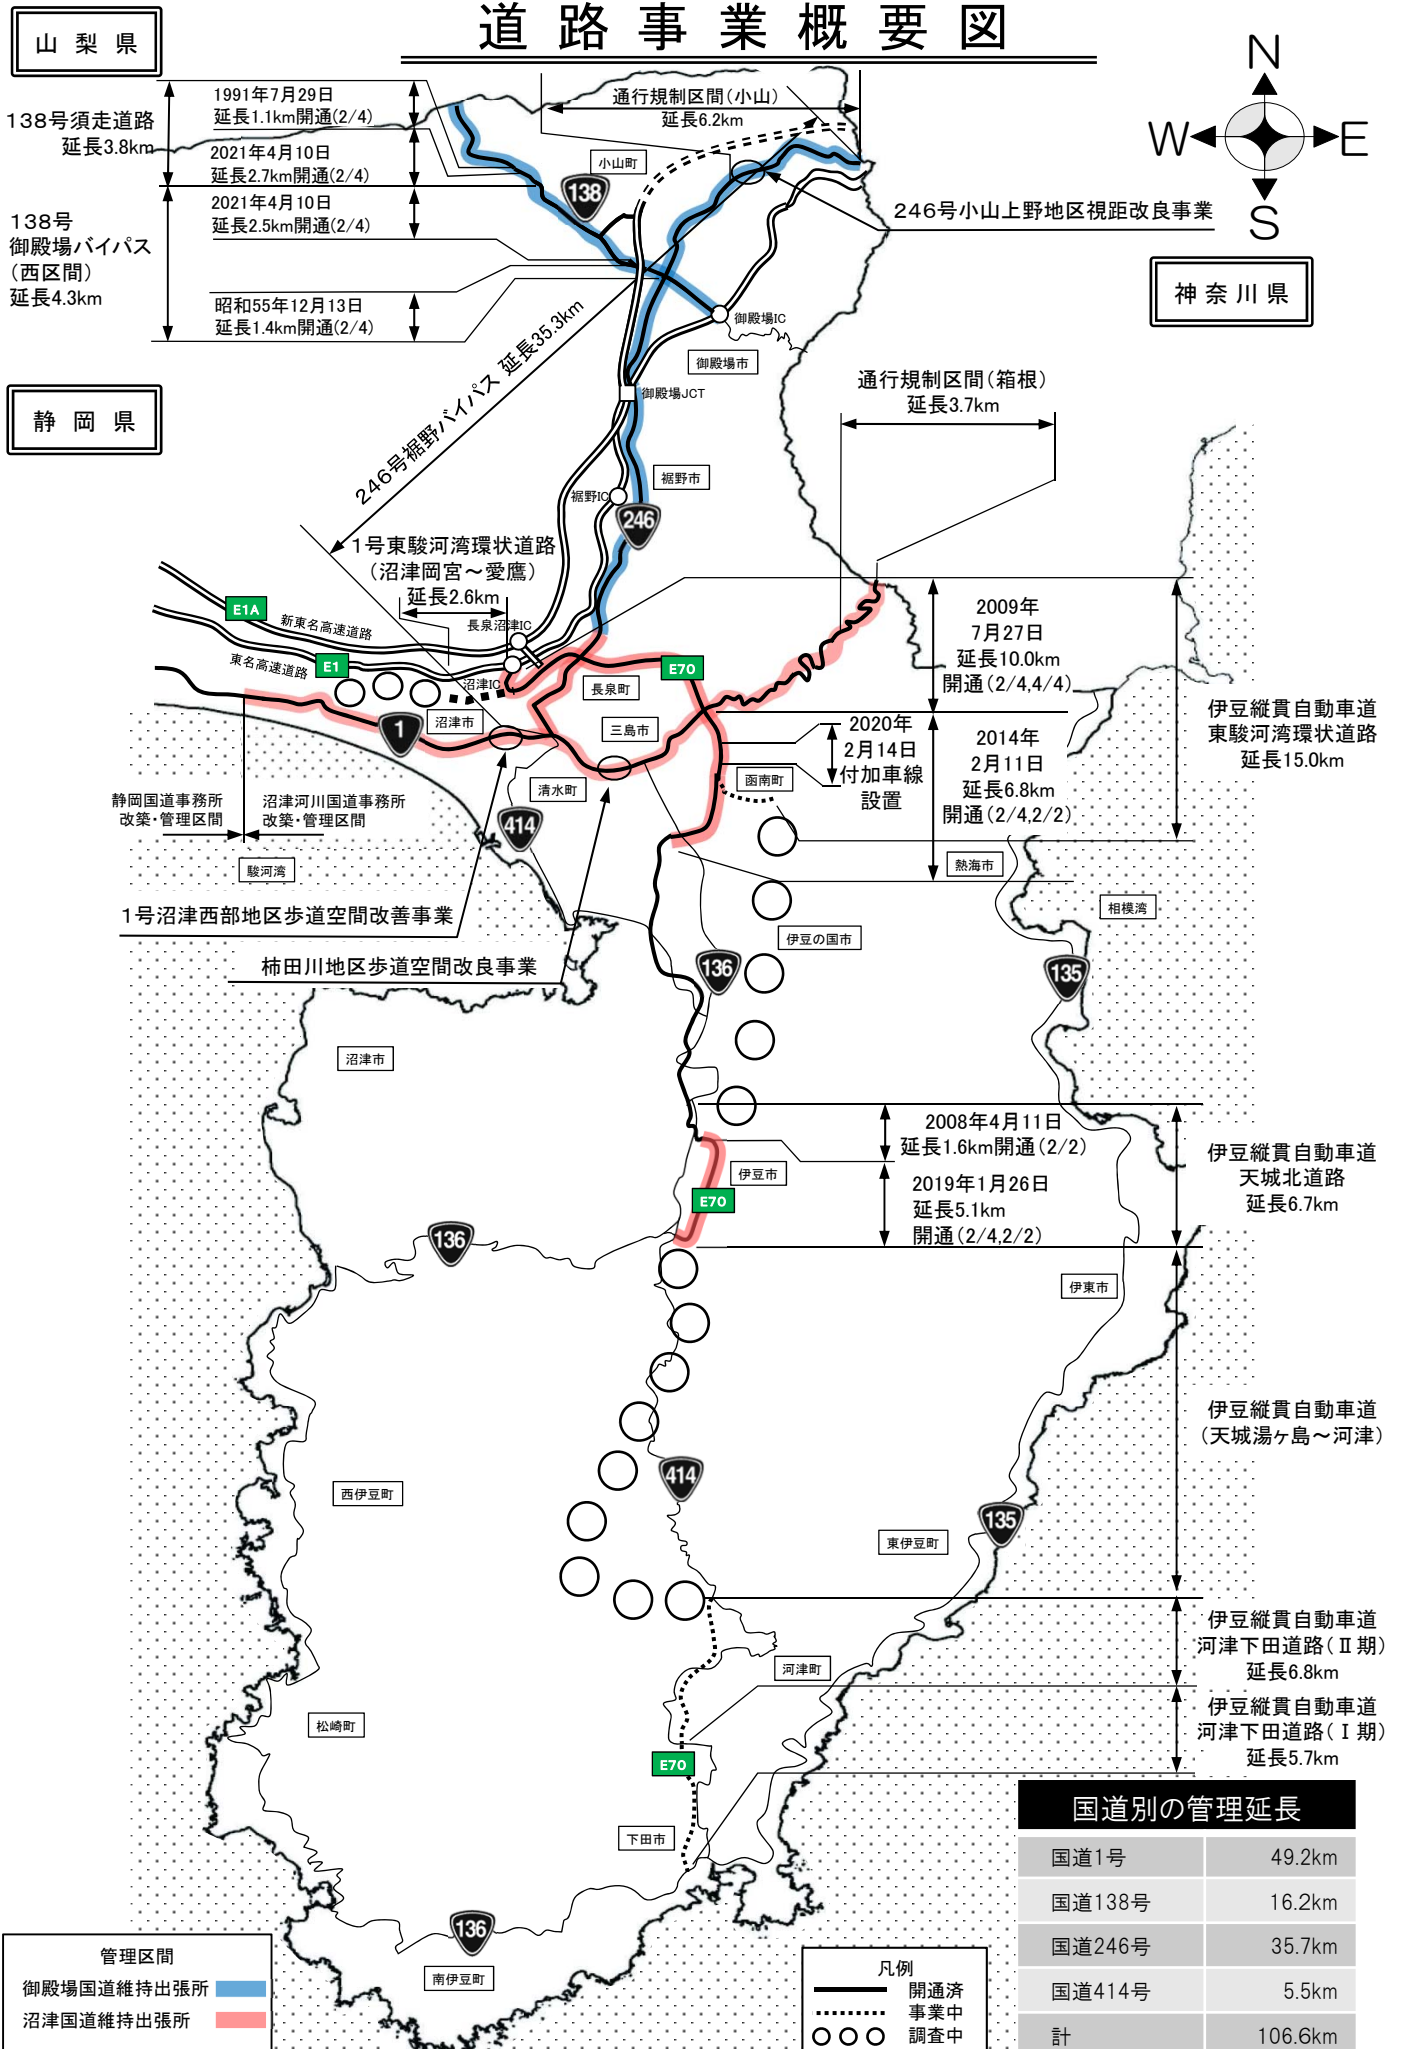 道路事業概要図
山梨県
N
W
E
S
138号須走道路
延長3.8km
1991年7月29日
延長1.1km開通(2/4)
2021年4月10日
延長2.7km開通(2/4)
2021年4月10日
延長2.5km開通(2/4)
昭和55年12月13日
延長1.4km開通(2/4)
138号
御殿場バイパス
(西区間)
延長4.3km
通行規制区間(小山)
延長6.2km
小山町
138
246号小山上野地区視距改良事業
神奈川県
静岡県
御殿場IC
御殿場市
御殿場JCT
246号裾野バイパス 延長35.3km
通行規制区間(箱根)
延長3.7km
裾野市
裾野IC
246
1号東駿河湾環状道路
(沼津岡宮～愛鷹)
延長2.6km
長泉沼津IC
E1A
新東名高速道路
東名高速道路
E1
沼津IC
E70
長泉町
沼津市
1
三島市
清水町
414
函南町
2009年
7月27日
延長10.0km
開通(2/4,4/4)
2020年
2月14日
付加車線
設置
2014年
2月11日
延長6.8km
開通(2/4,2/2)
伊豆縦貫自動車道
東駿河湾環状道路
延長15.0km
静岡国道事務所
改築・管理区間
沼津河川国道事務所
改築・管理区間
駿河湾
熱海市
相模湾
1号沼津西部地区歩道空間改善事業
柿田川地区歩道空間改良事業
伊豆の国市
136
135
沼津市
2008年4月11日
延長1.6km開通(2/2)
2019年1月26日
延長5.1km
開通(2/4,2/2)
伊豆市
E70
伊豆縦貫自動車道
天城北道路
延長6.7km
136
伊東市
伊豆縦貫自動車道
(天城湯ヶ島～河津)
414
西伊豆町
135
東伊豆町
伊豆縦貫自動車道
河津下田道路(Ⅱ期)
延長6.8km
河津町
伊豆縦貫自動車道
河津下田道路(Ⅰ期)
延長5.7km
松崎町
E70
下田市
136
南伊豆町
管理区間
御殿場国道維持出張所
沼津国道維持出張所
凡例
開通済
事業中
調査中
国道別の管理延長
国道1号 49.2km
国道138号 16.2km
国道246号 35.7km
国道414号 5.5km
計 106.6km